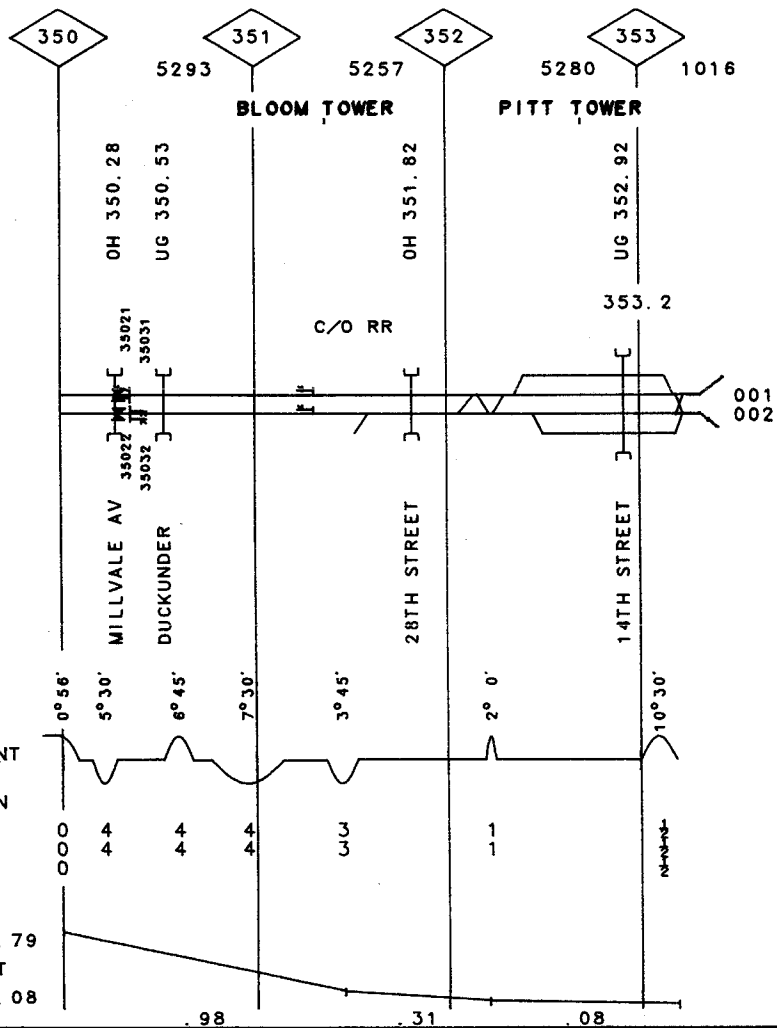 350 351 352 353
5293 5257 5280 1016
BLOOM TOWER PITT TOWER
OH 350.28
UG 350.53
OH 351.82
UG 352.92
353.2
C/O RR
35021
35031
001
002
35022
35032
MILLVALE AV
DUCKUNDER
28TH STREET
14TH STREET
0°56'
5°30'
6°45'
7°30'
3°45'
2° 0'
10°30'
NT
N
0 4 4 4 3 1
0 4 4 4 3 1
0
79
T
08
.98 .31 .08